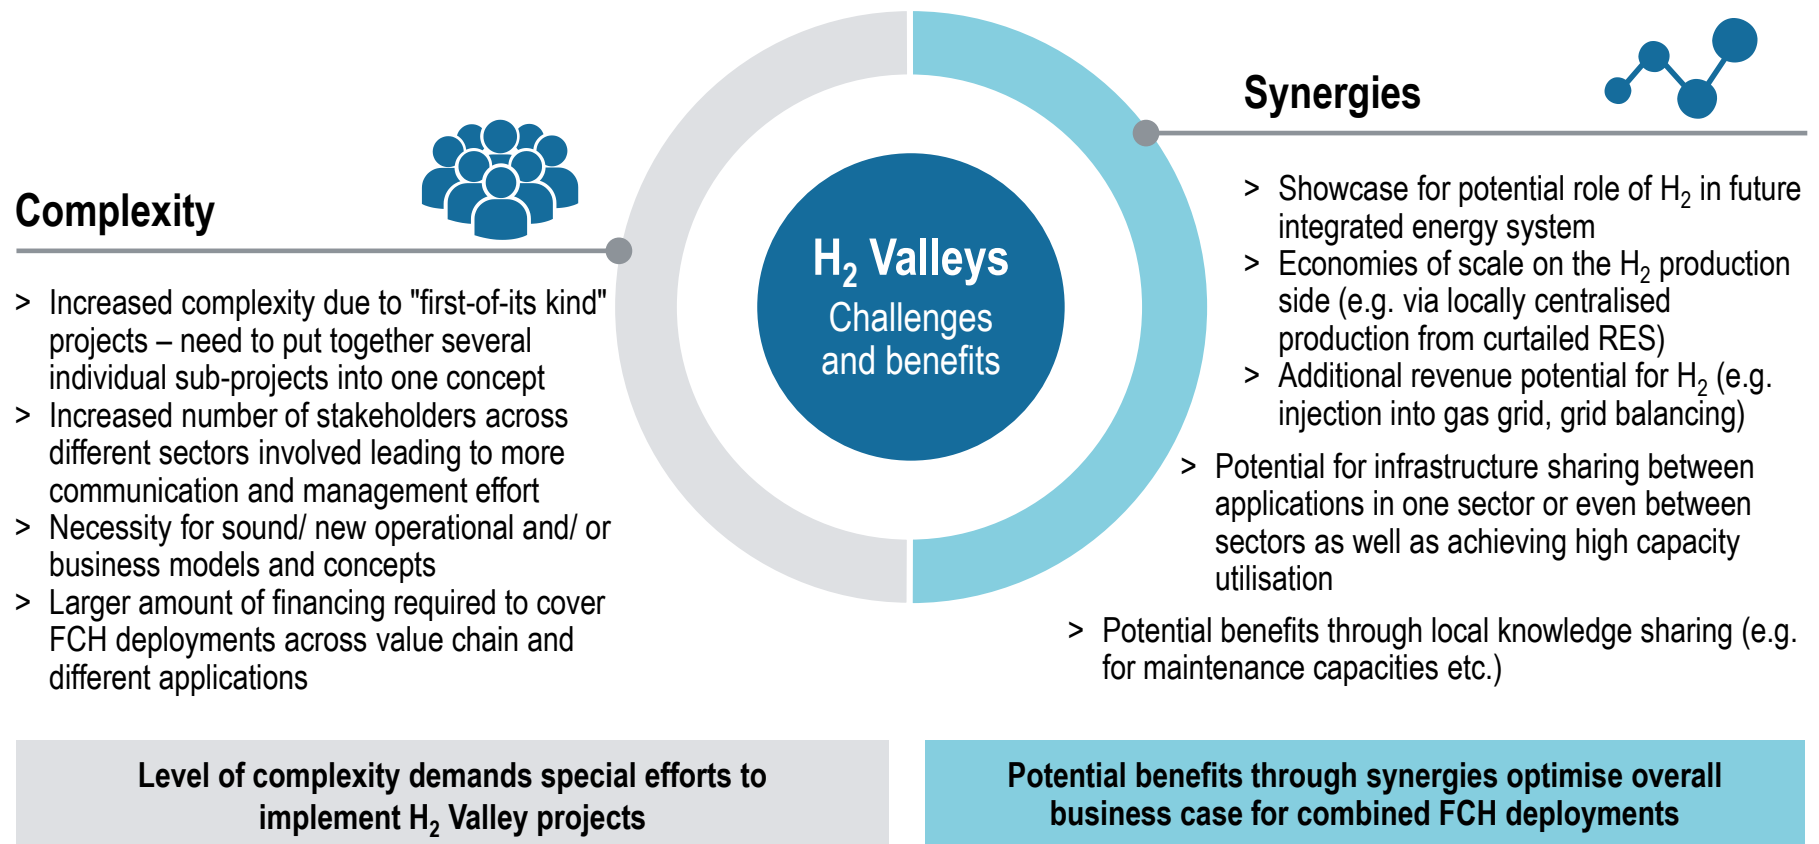 Complexity
> Increased complexity due to "first-of-its kind"
projects – need to put together several
individual sub-projects into one concept
> Increased number of stakeholders across
different sectors involved leading to more
communication and management effort
> Necessity for sound/ new operational and/ or
business models and concepts
> Larger amount of financing required to cover
FCH deployments across value chain and
different applications
H₂ Valleys
Challenges
and benefits
Synergies
> Showcase for potential role of H₂ in future
integrated energy system
> Economies of scale on the H₂ production
side (e.g. via locally centralised
production from curtailed RES)
> Additional revenue potential for H₂ (e.g.
injection into gas grid, grid balancing)
> Potential for infrastructure sharing between
applications in one sector or even between
sectors as well as achieving high capacity
utilisation
> Potential benefits through local knowledge sharing (e.g.
for maintenance capacities etc.)
Level of complexity demands special efforts to
implement H₂ Valley projects
Potential benefits through synergies optimise overall
business case for combined FCH deployments